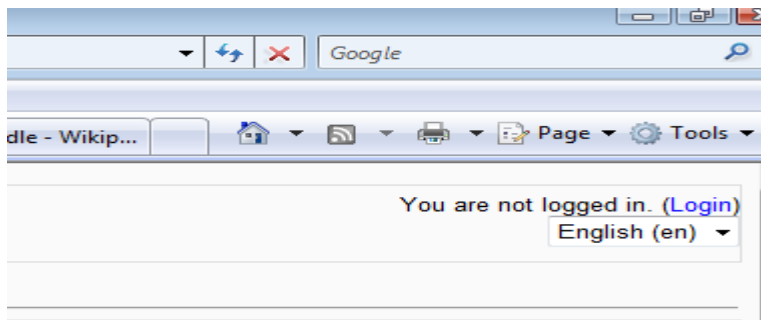 Google
dle - Wikip... Page Tools
You are not logged in. (Login)
English (en)